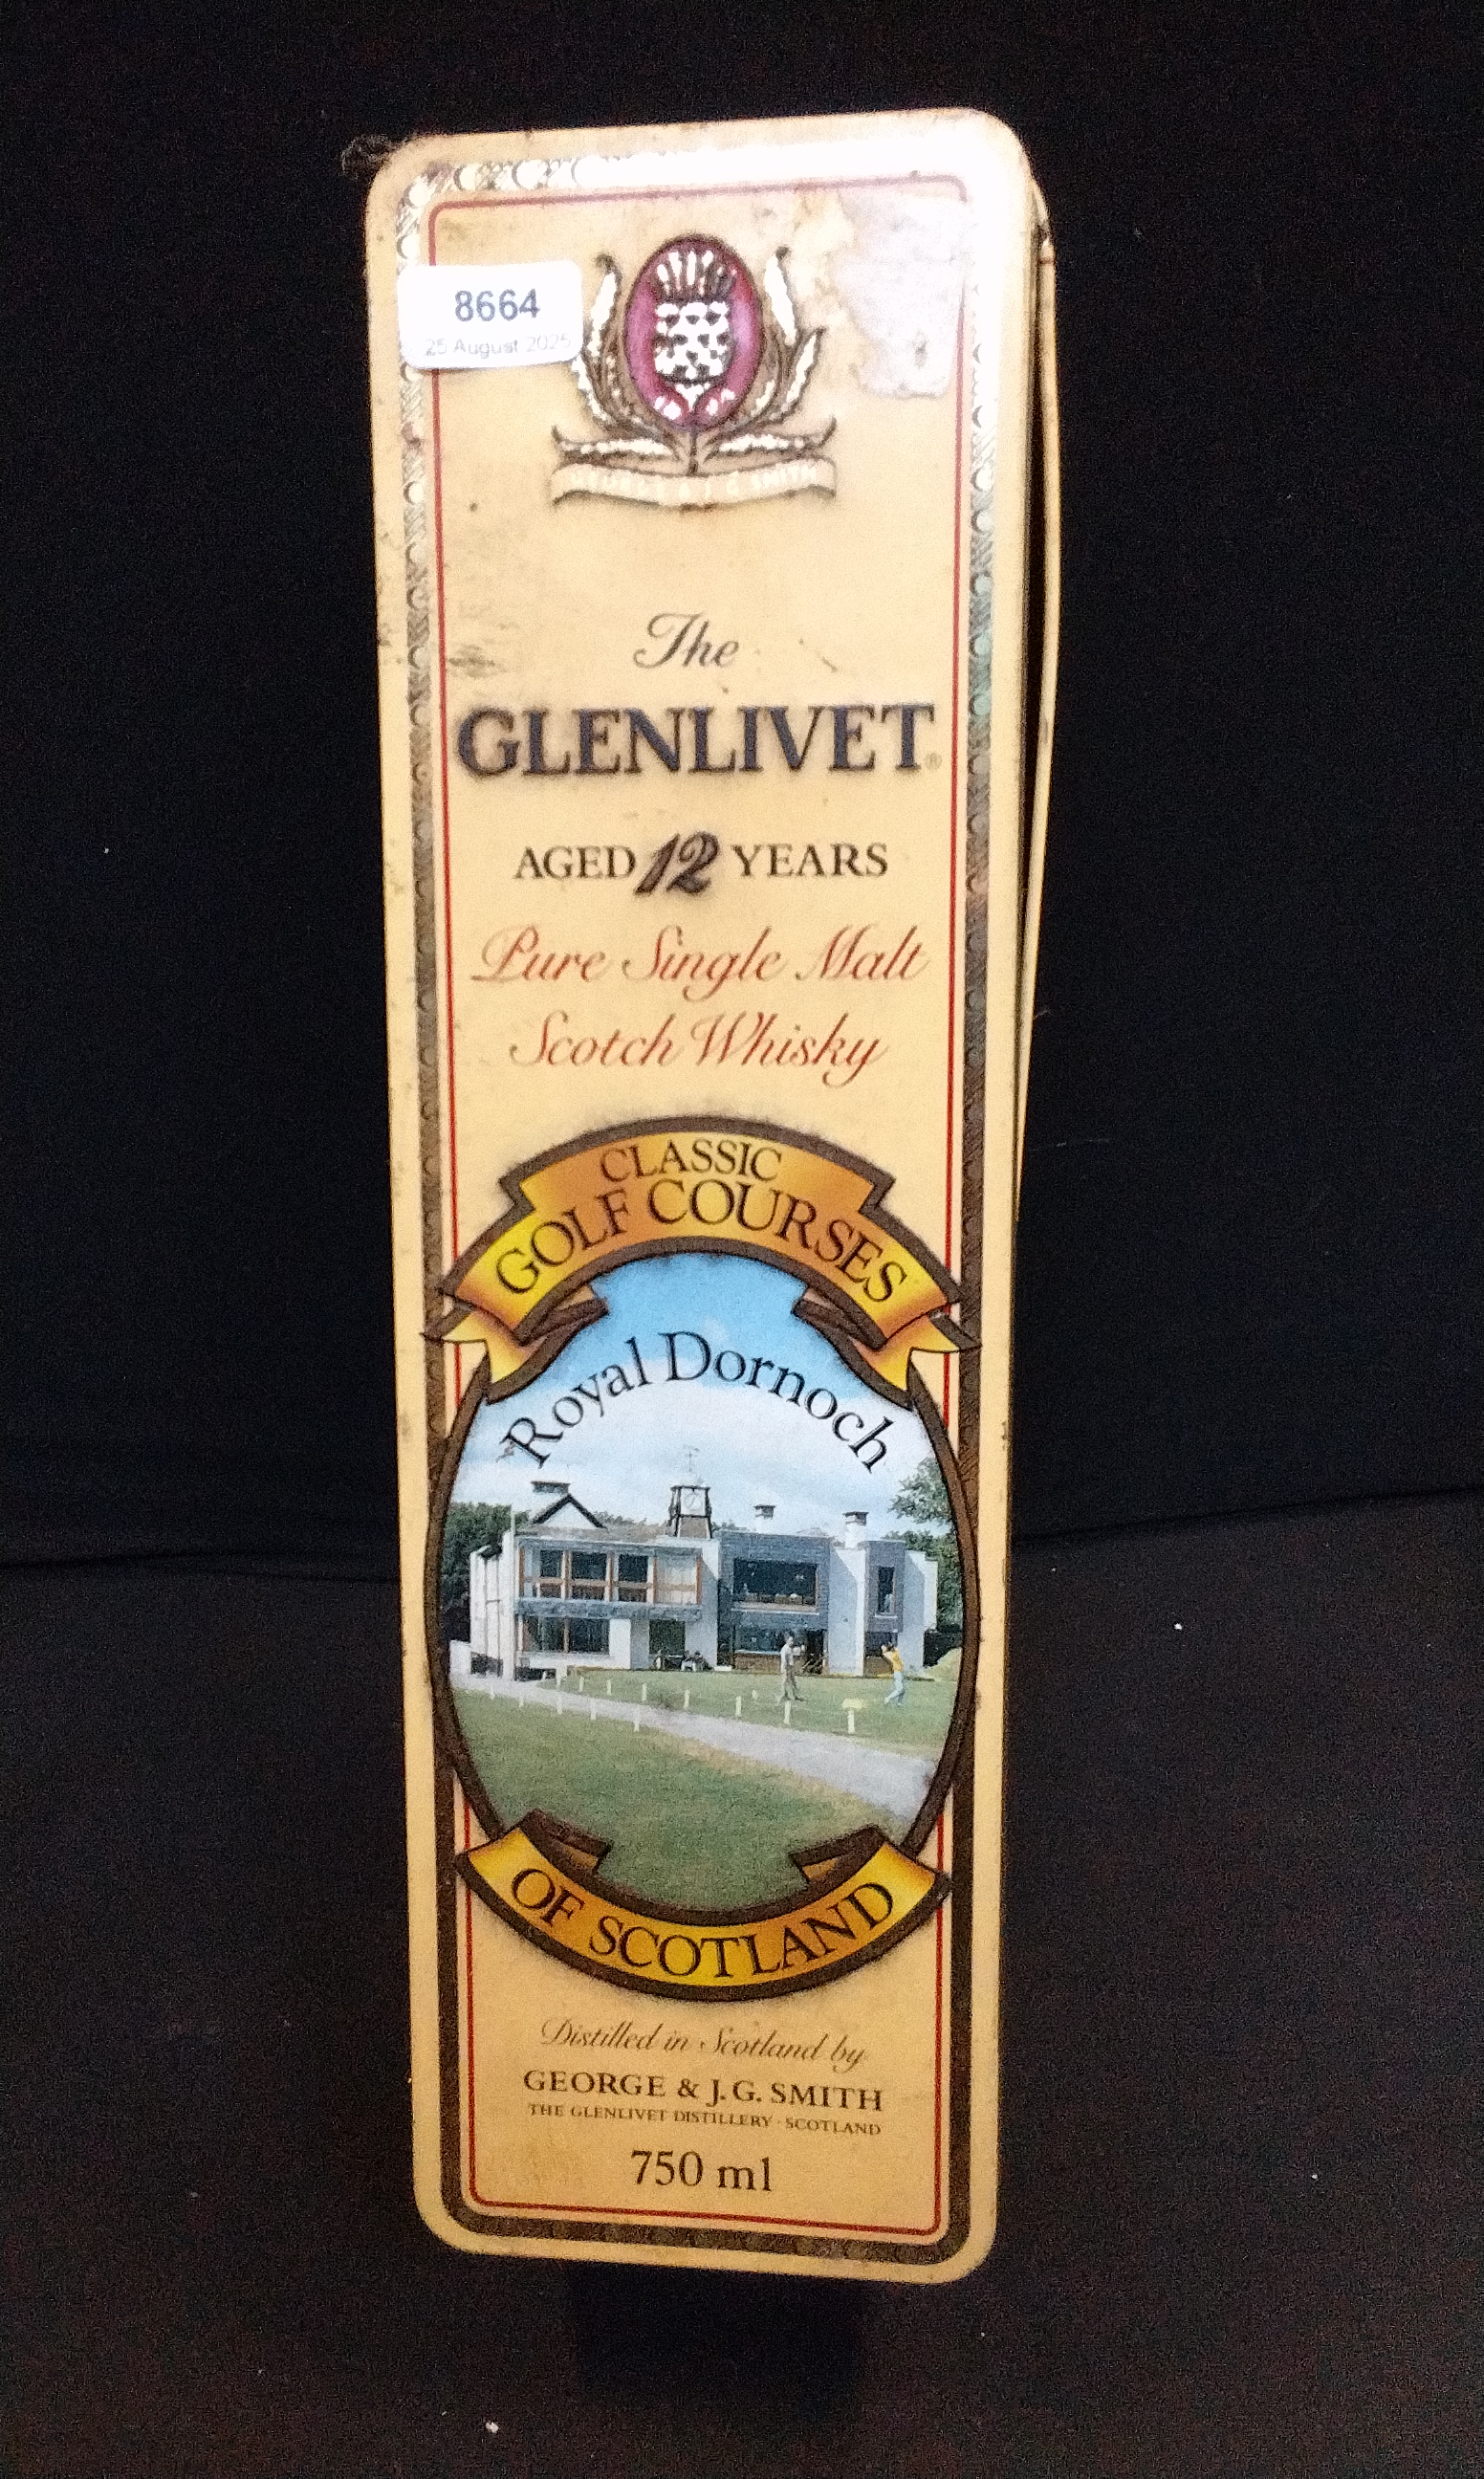 8664
25 August 2025
The
GLENLIVET®
AGED 12 YEARS
Pure Single Malt
Scotch Whisky
CLASSIC
GOLF COURSES
Royal Dornoch
OF SCOTLAND
Distilled in Scotland by
GEORGE & J.G. SMITH
THE GLENLIVET DISTILLERY · SCOTLAND
750 ml